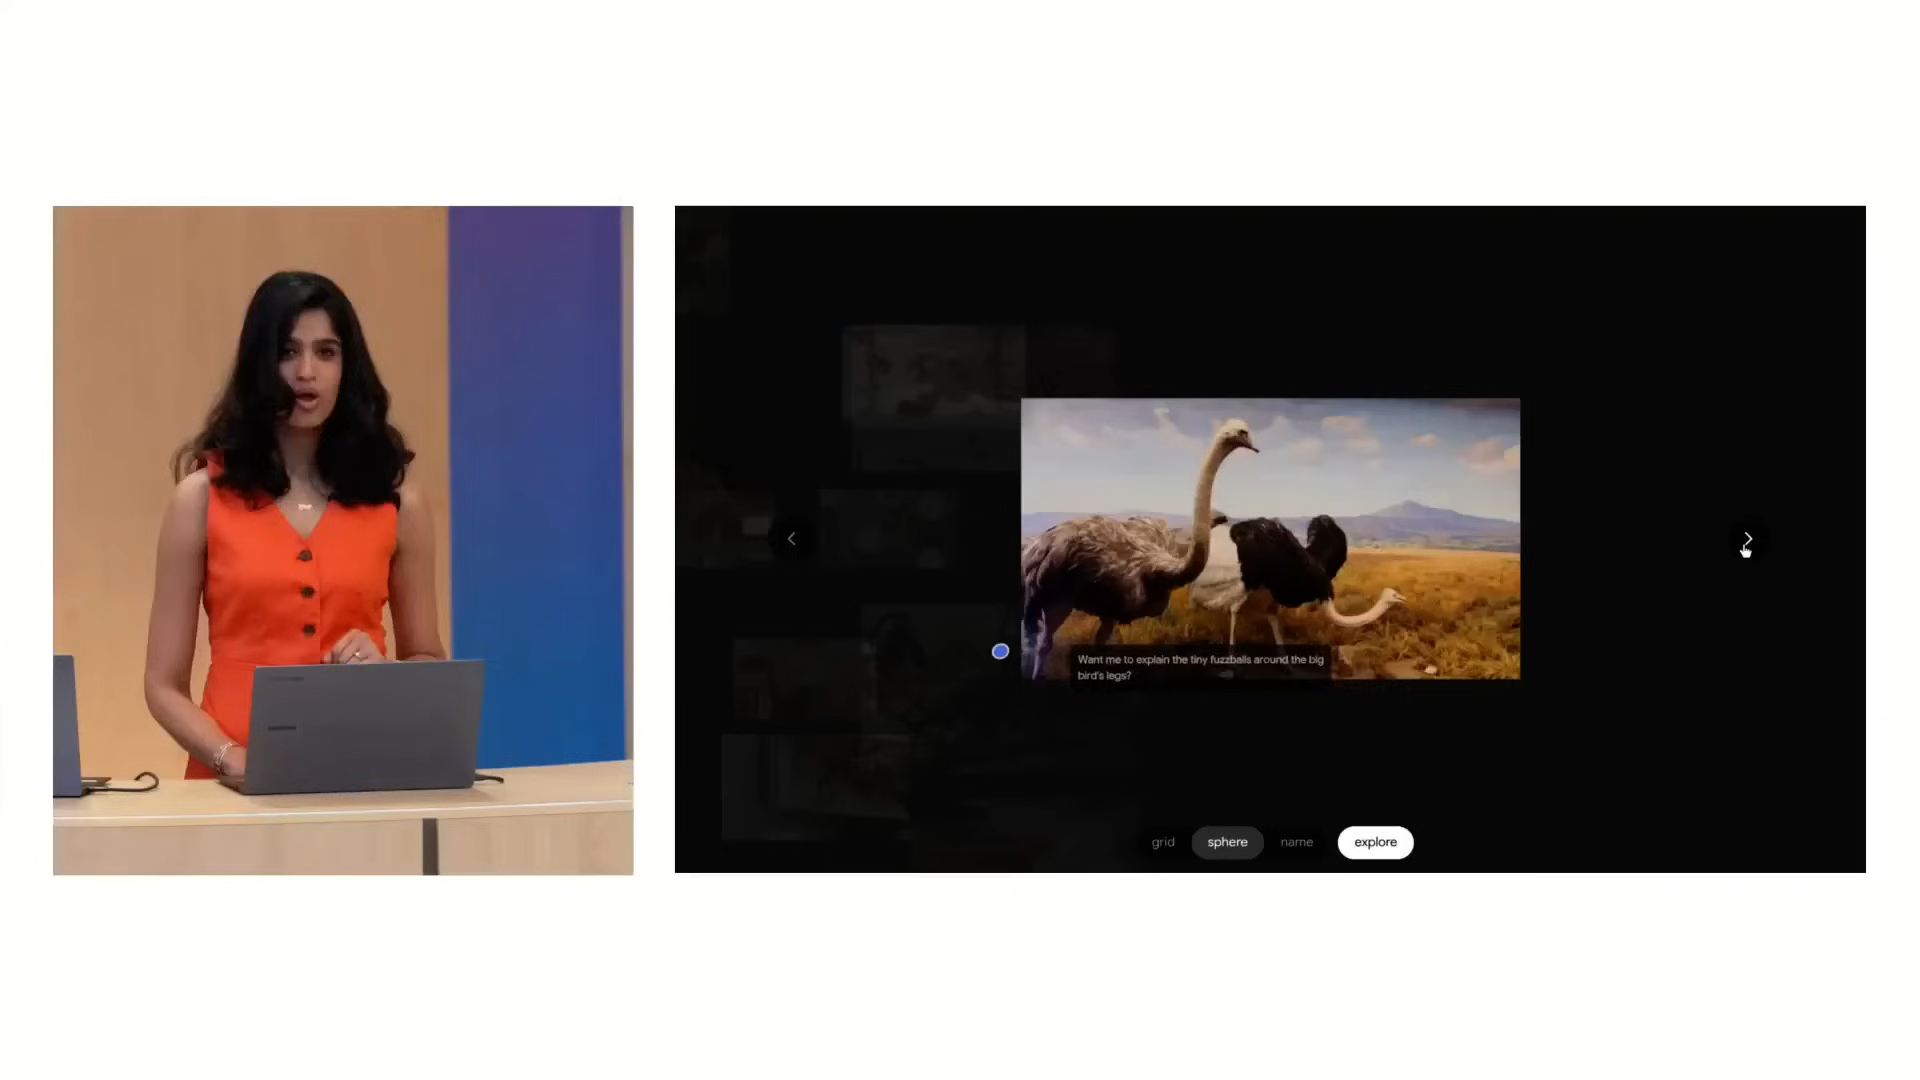 Want me to explain the tiny fuzzballs around the big
bird's legs?
grid
sphere
name
explore